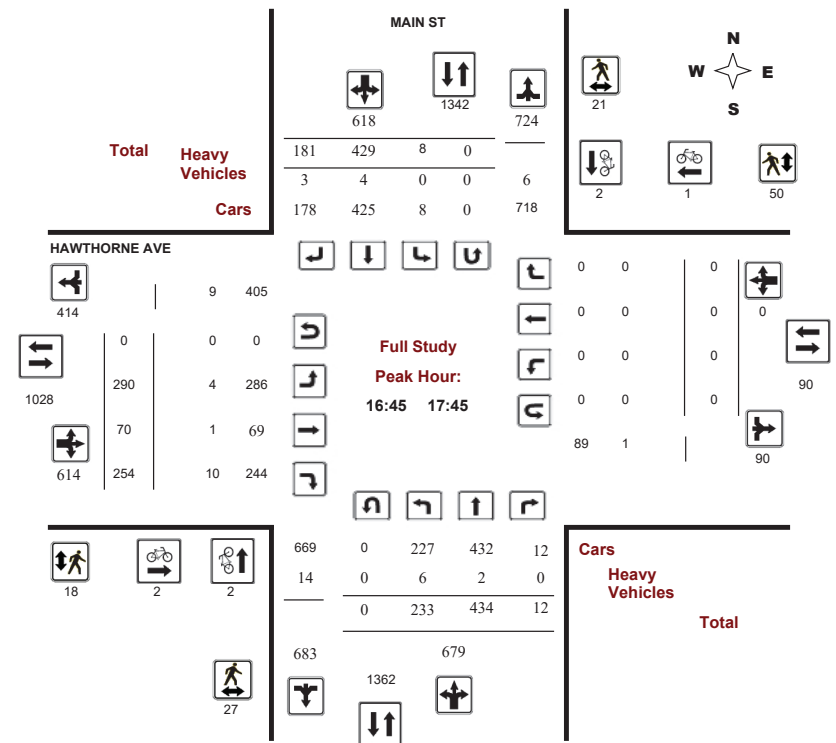 MAIN ST
N
W E
S
618 1342 724 21
181 429 8 0
Total Heavy Vehicles
3 4 0 0 6
2 1 50
Cars 178 425 8 0 718
HAWTHORNE AVE
414 9 405
0 0 0 0
0 0 0 0
290 4 286
1028
70 1 69
614 254 10 244
Full Study
Peak Hour:
16:45 17:45
0 0 0
0 0 0
0 0 0
0 0 0
89 1
90
90
669 0 227 432 12 Cars
14 0 6 2 0 Heavy Vehicles
0 233 434 12 Total
18 2 2
683 679
1362
27